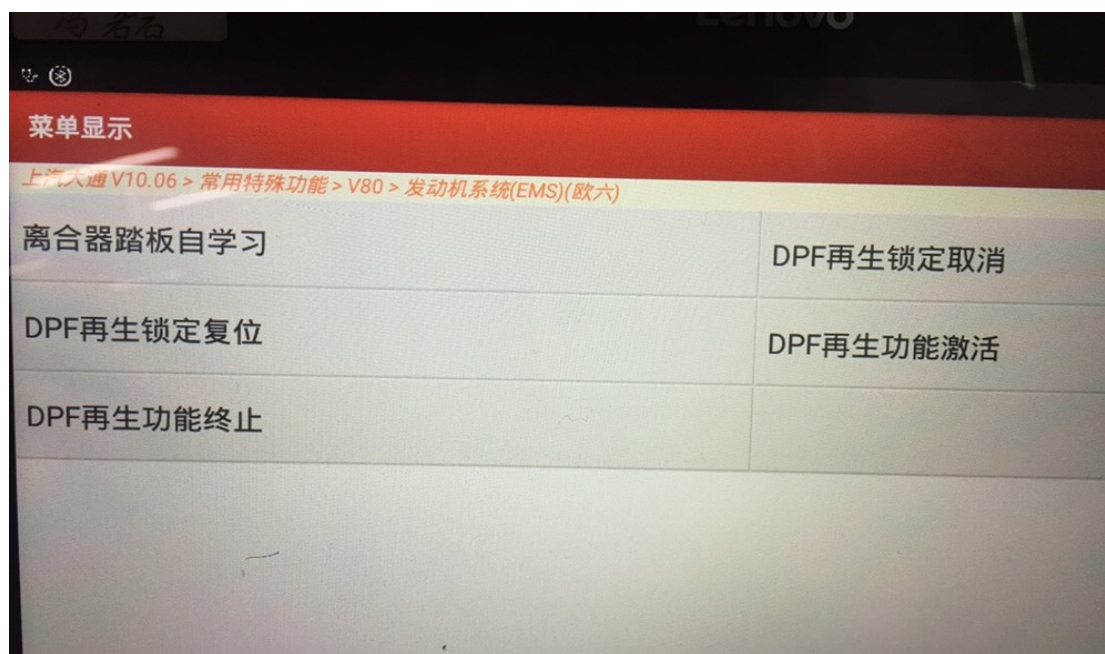 Lenovo
菜单显示
上汽大通 V10.06 > 常用特殊功能 > V80 > 发动机系统(EMS)(欧六)
离合器踏板自学习
DPF再生锁定取消
DPF再生锁定复位
DPF再生功能激活
DPF再生功能终止